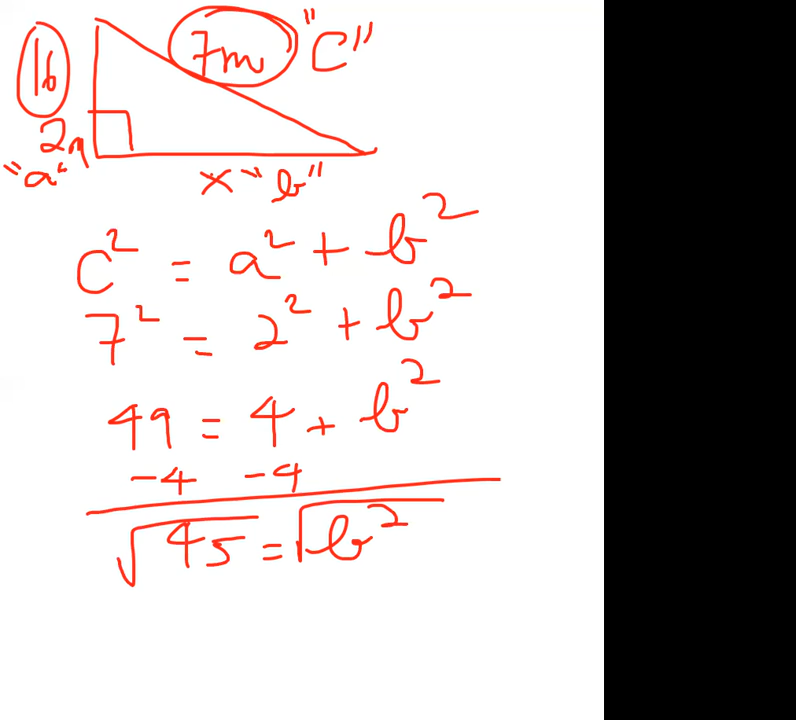 16 7m "C"
2m
"a" x "b"
C² = a² + b²
7² = 2² + b²
49 = 4 + b²
-4 -4
√45 = √b²